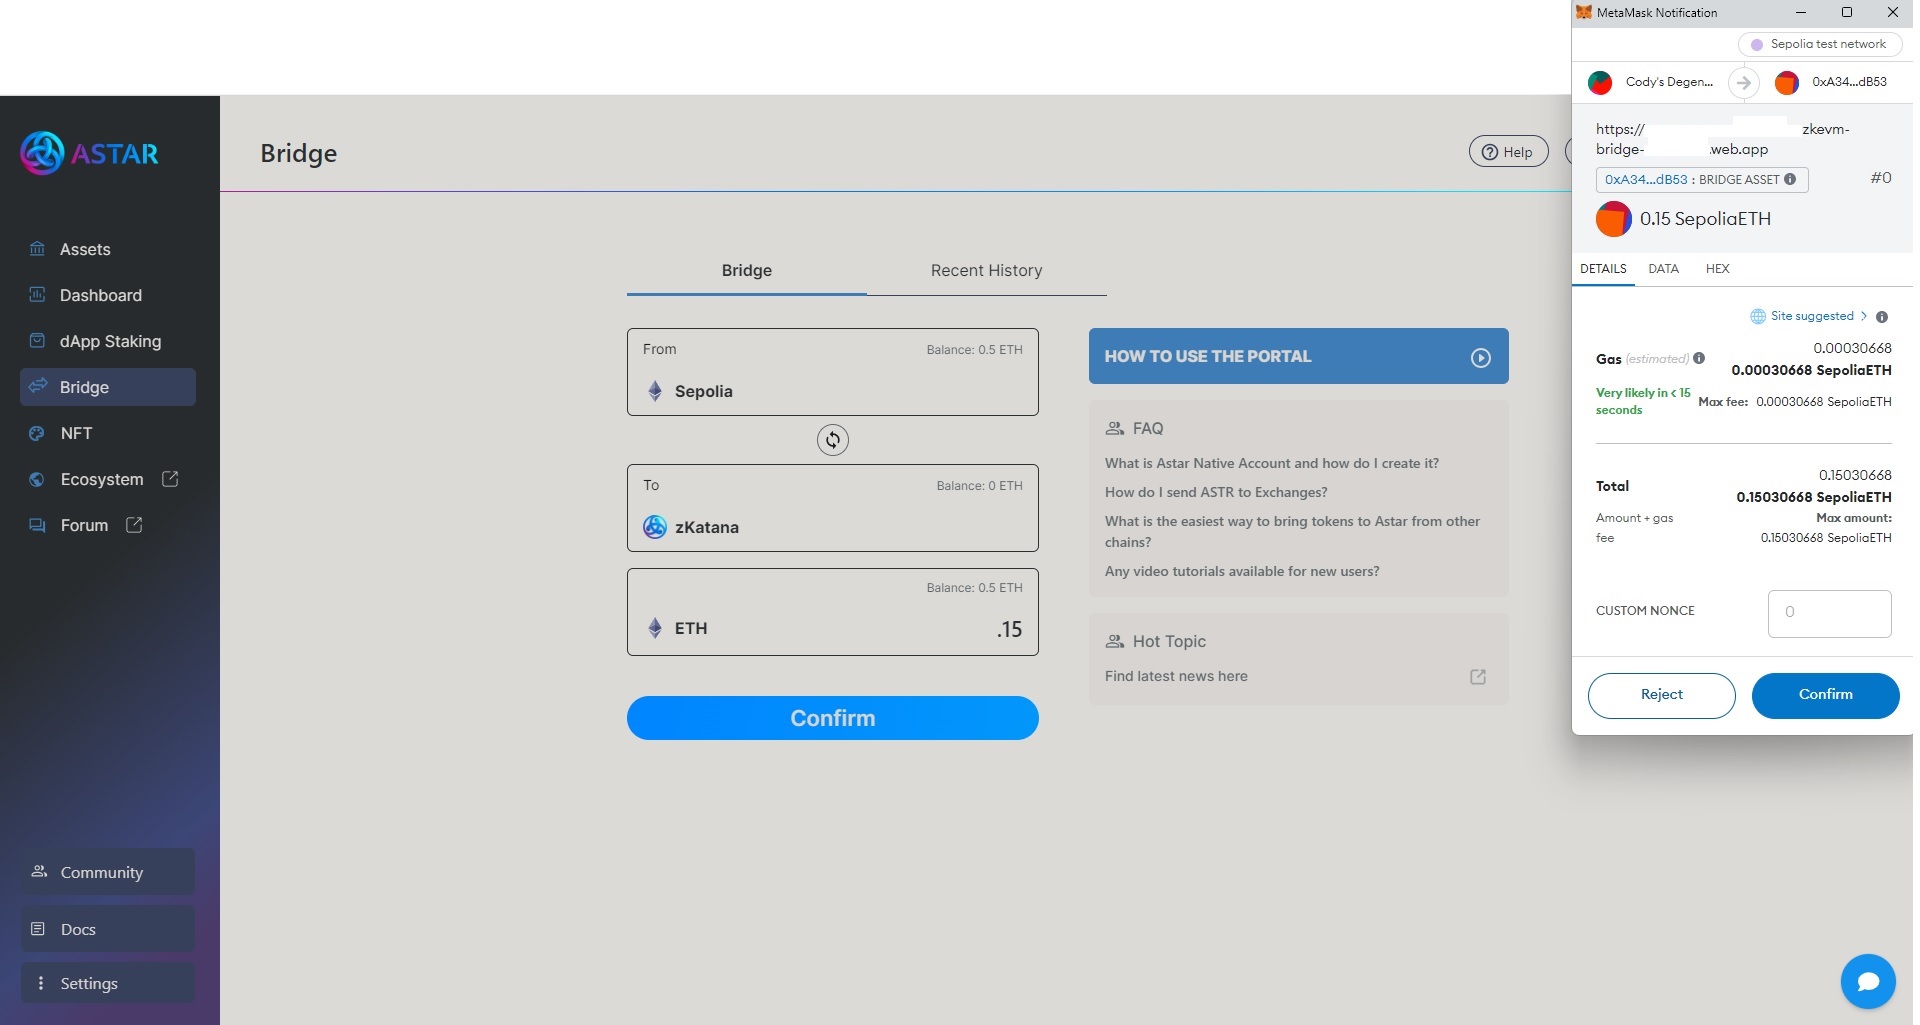 MetaMask Notification
Sepolia test network
Cody's Degen...
0xA34...dB53
https:// zkevm-
bridge- .web.app
0xA34...dB53 : BRIDGE ASSET
#0
0.15 SepoliaETH
DETAILS
DATA
HEX
Site suggested >
Gas (estimated)
0.00030668
0.00030668 SepoliaETH
Very likely in < 15
seconds
Max fee: 0.00030668 SepoliaETH
Total
0.15030668
0.15030668 SepoliaETH
Amount + gas
fee
Max amount:
0.15030668 SepoliaETH
CUSTOM NONCE
0
Reject
Confirm
ASTAR
Assets
Dashboard
dApp Staking
Bridge
NFT
Ecosystem
Forum
Community
Docs
Settings
Bridge
Help
Bridge
Recent History
From
Balance: 0.5 ETH
Sepolia
To
Balance: 0 ETH
zKatana
Balance: 0.5 ETH
ETH
.15
Confirm
HOW TO USE THE PORTAL
FAQ
What is Astar Native Account and how do I create it?
How do I send ASTR to Exchanges?
What is the easiest way to bring tokens to Astar from other
chains?
Any video tutorials available for new users?
Hot Topic
Find latest news here